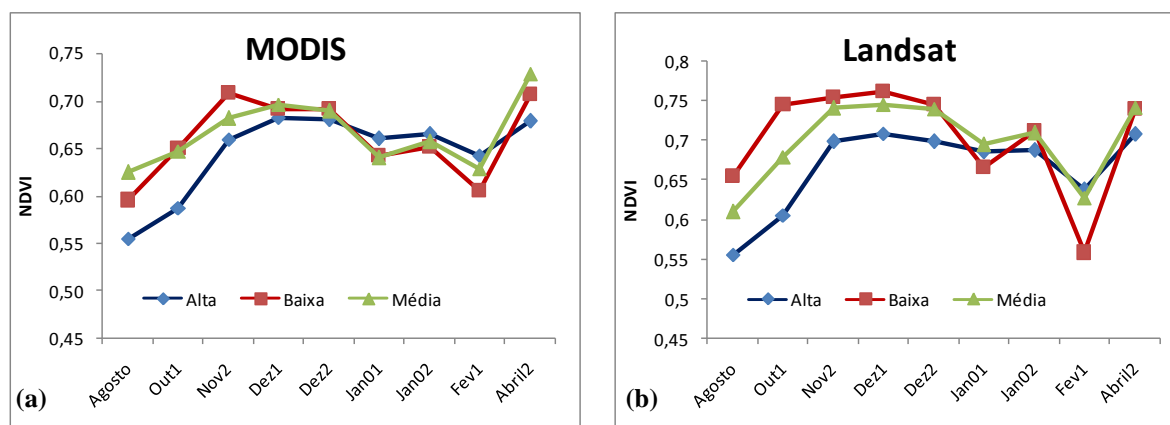 MODIS
NDVI
0,75
0,70
0,65
0,60
0,55
0,50
0,45
Alta Baixa Média
Agosto Out1 Nov2 Dez1 Dez2 Jan01 Jan02 Fev1 Abril2
(a)
Landsat
NDVI
0,8
0,75
0,7
0,65
0,6
0,55
0,5
0,45
Alta Baixa Média
Agosto Out1 Nov2 Dez1 Dez2 Jan01 Jan02 Fev1 Abril2
(b)